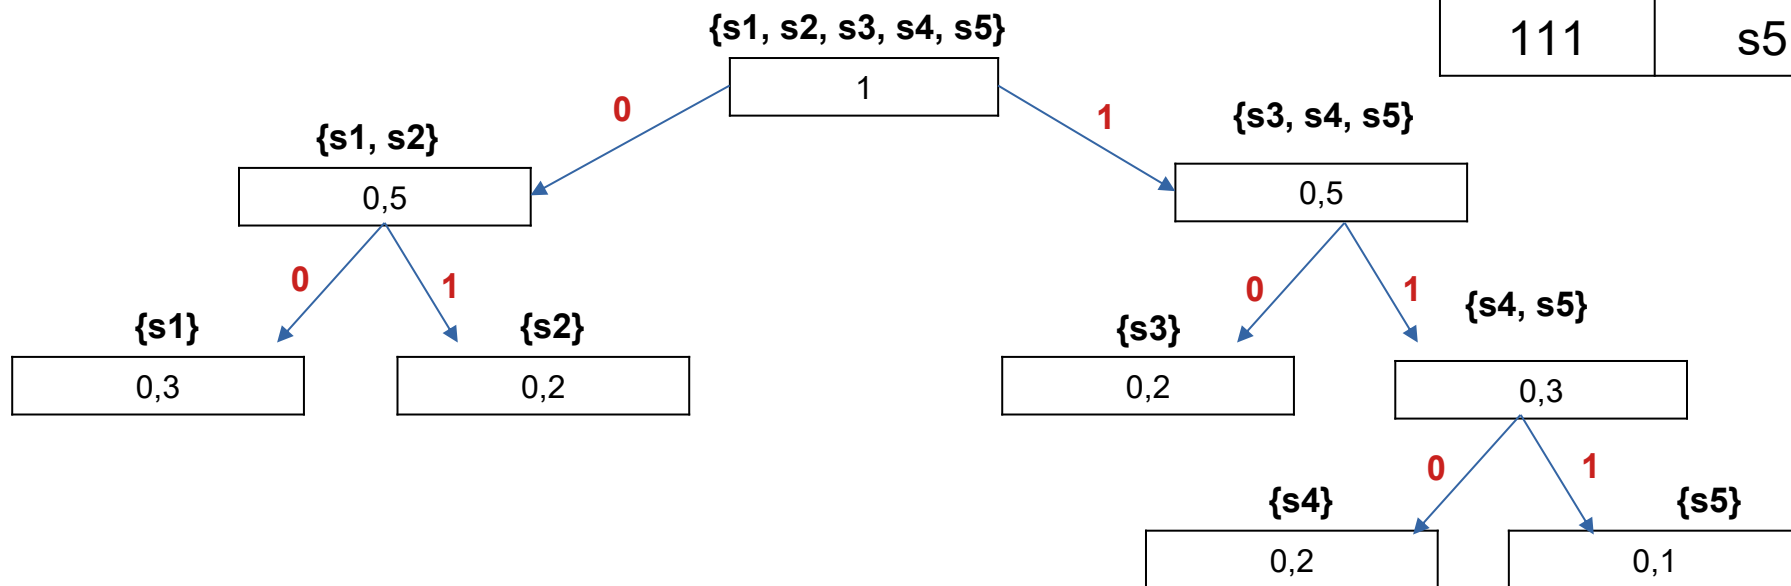 {s1, s2, s3, s4, s5}
111 s5
1
0
1
{s1, s2}
{s3, s4, s5}
0,5
0,5
0
1
0
1
{s1}
{s2}
{s3}
{s4, s5}
0,3
0,2
0,2
0,3
0
1
{s4}
{s5}
0,2
0,1